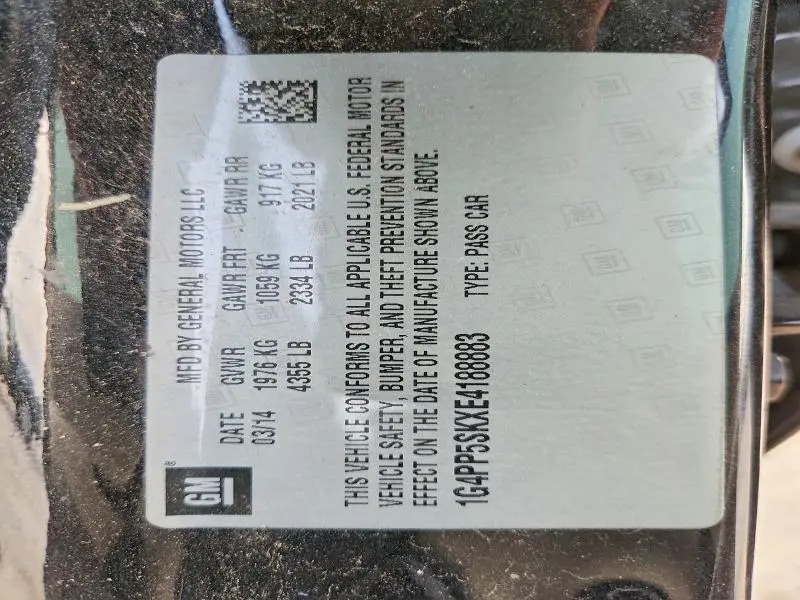 GM
MFD BY GENERAL MOTORS LLC
DATE GVWR GAWR FRT GAWR RR
03/14 1976 KG 1059 KG 917 KG
4355 LB 2334 LB 2021 LB
THIS VEHICLE CONFORMS TO ALL APPLICABLE U.S. FEDERAL MOTOR
VEHICLE SAFETY, BUMPER, AND THEFT PREVENTION STANDARDS IN
EFFECT ON THE DATE OF MANUFACTURE SHOWN ABOVE.
1G4PP5SKXE4188883 TYPE: PASS CAR